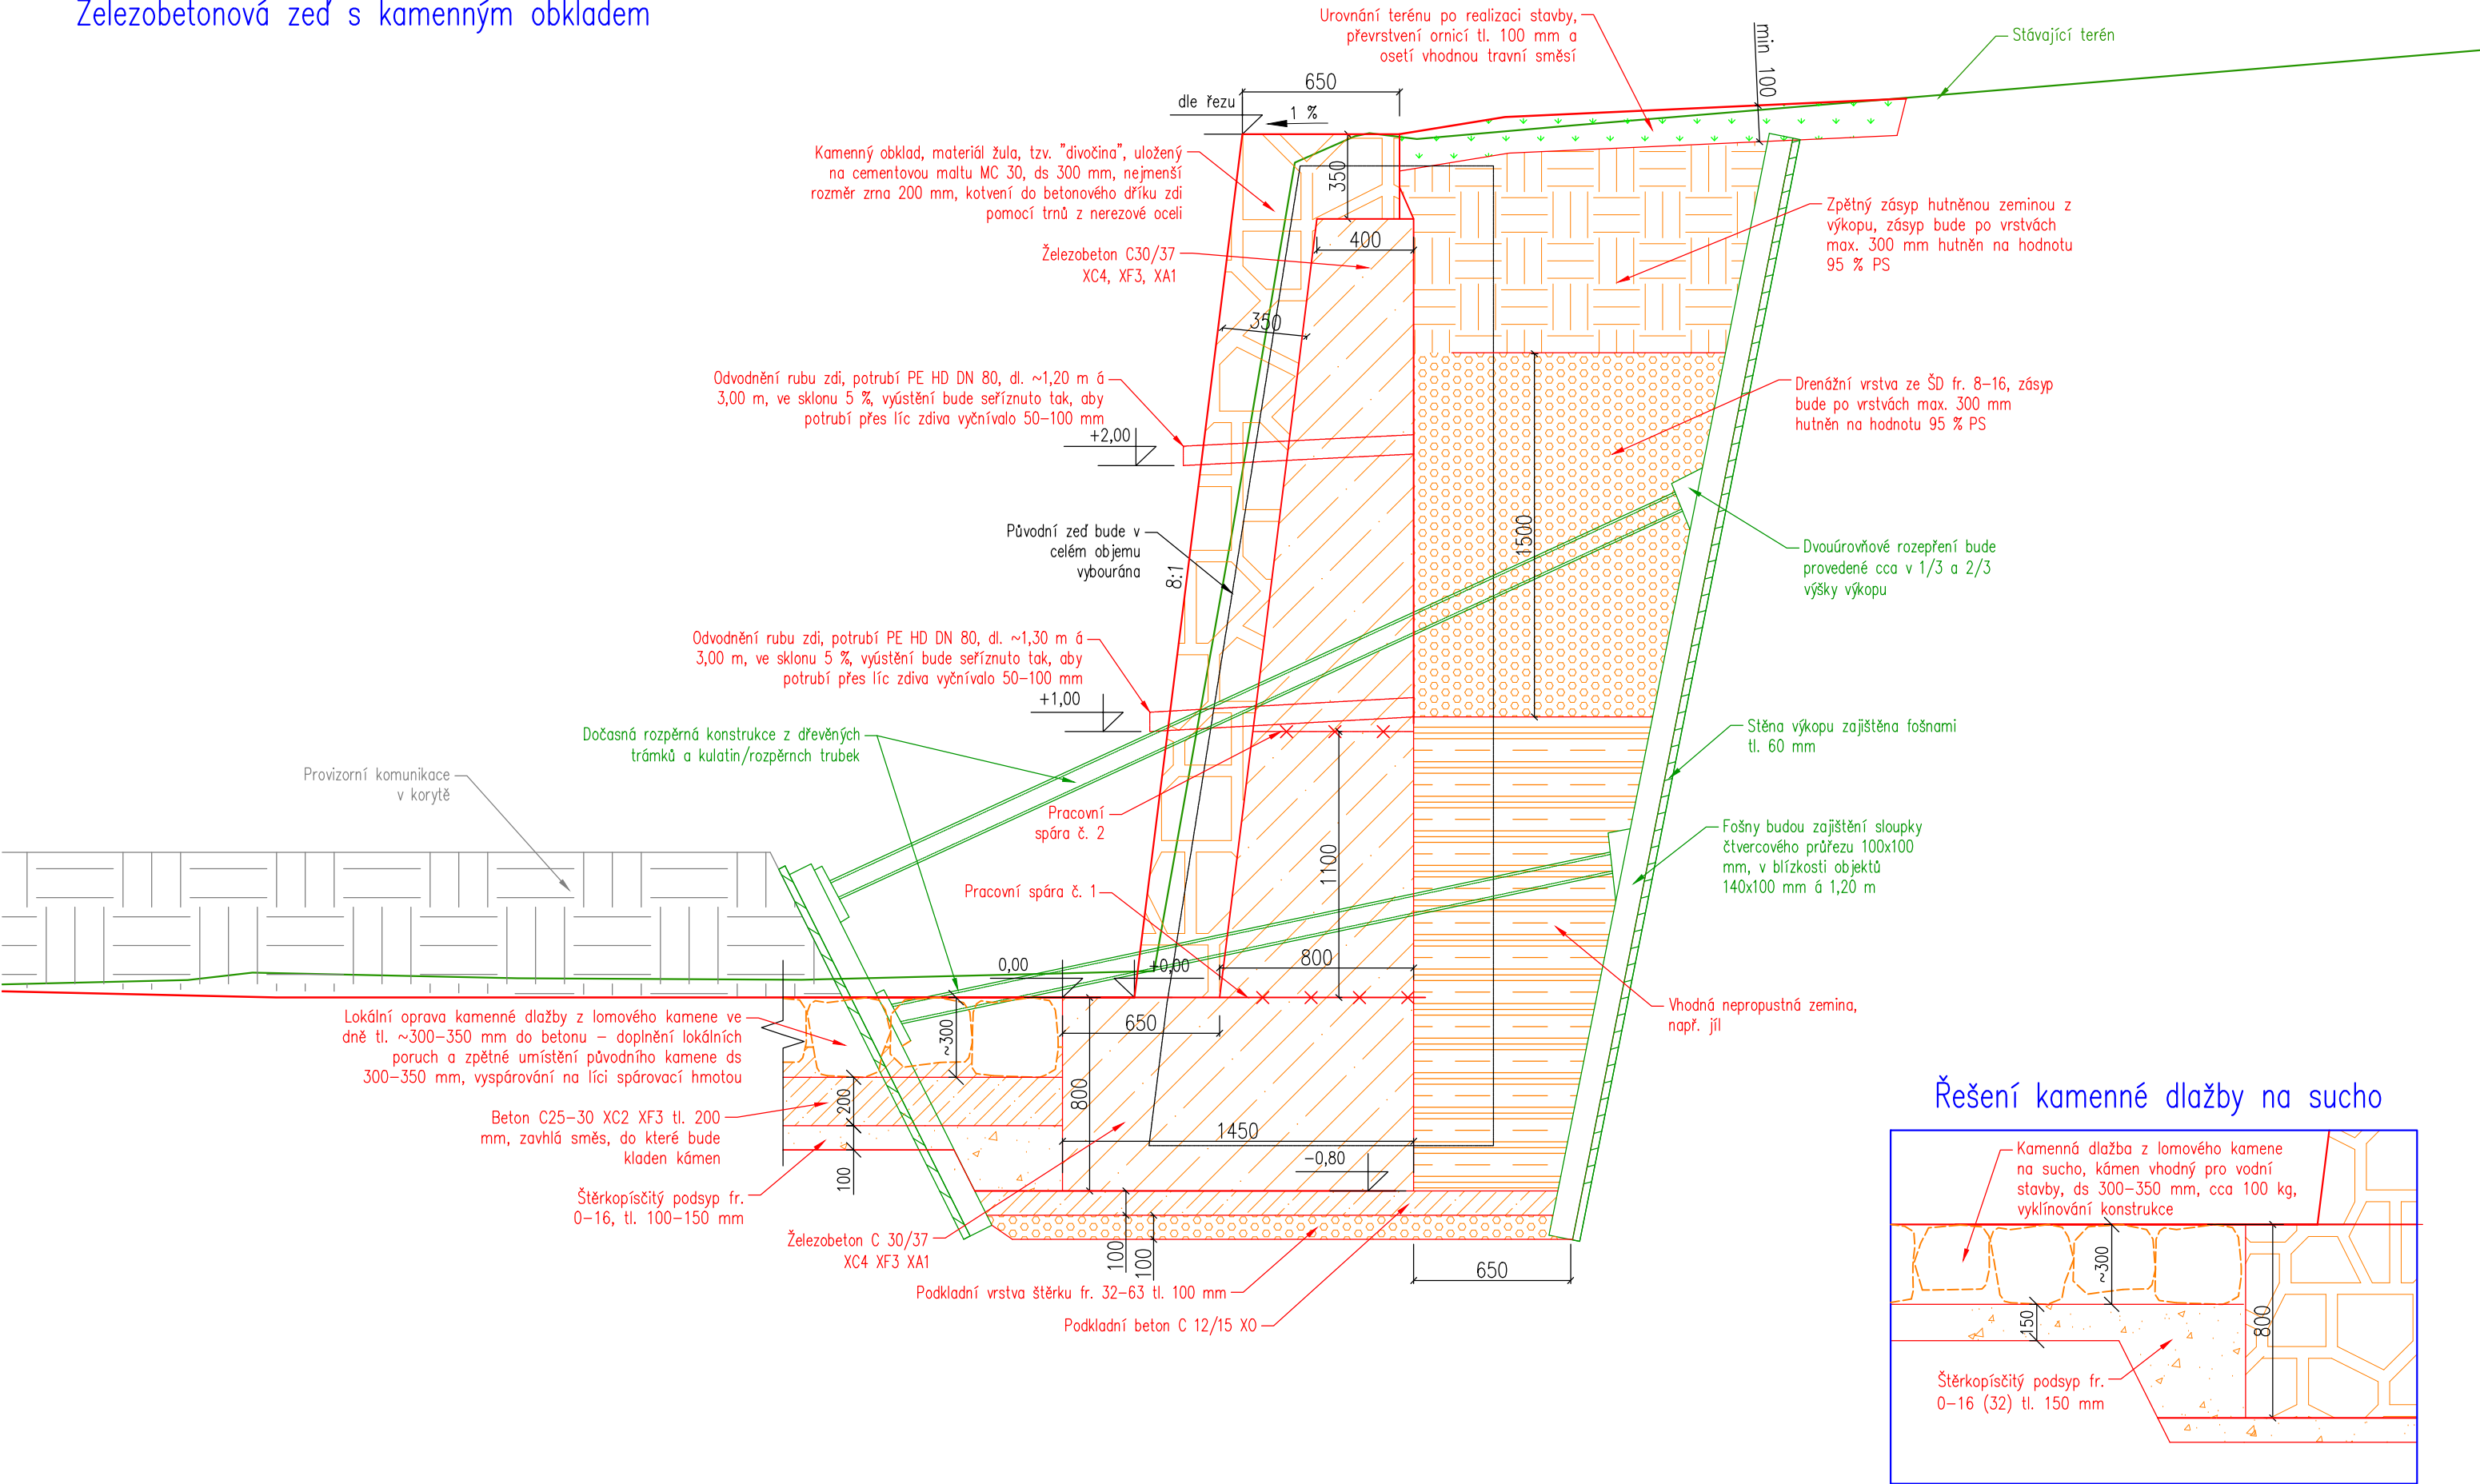 Železobetonová zeď s kamenným obkladem
Urovnání terénu po realizaci stavby,
převrstvení ornicí tl. 100 mm a
osetí vhodnou travní směsí
min 100
Stávající terén
650
dle řezu
1 %
Kamenný obklad, materiál žula, tzv. "divočina", uložený
na cementovou maltu MC 30, ds 300 mm, nejmenší
rozměr zrna 200 mm, kotvení do betonového dříku zdi
pomocí trnů z nerezové oceli
350
Zpětný zásyp hutněnou zeminou z
výkopu, zásyp bude po vrstvách
max. 300 mm hutněn na hodnotu
95 % PS
400
Železobeton C30/37
XC4, XF3, XA1
350
Odvodnění rubu zdi, potrubí PE HD DN 80, dl. ~1,20 m á
3,00 m, ve sklonu 5 %, vyústění bude seříznuto tak, aby
potrubí přes líc zdiva vyčnívalo 50-100 mm
Drenážní vrstva ze ŠD fr. 8-16, zásyp
bude po vrstvách max. 300 mm
hutněn na hodnotu 95 % PS
+2,00
1500
Původní zeď bude v
celém objemu
vybourána
8:1
Dvouúrovňové rozepření bude
provedené cca v 1/3 a 2/3
výšky výkopu
Odvodnění rubu zdi, potrubí PE HD DN 80, dl. ~1,30 m á
3,00 m, ve sklonu 5 %, vyústění bude seříznuto tak, aby
potrubí přes líc zdiva vyčnívalo 50-100 mm
+1,00
Dočasná rozpěrná konstrukce z dřevěných
trámků a kulatin/rozpěrnch trubek
Stěna výkopu zajištěna fošnami
tl. 60 mm
Provizorní komunikace
v korytě
Pracovní
spára č. 2
1100
Fošny budou zajištění sloupky
čtvercového průřezu 100x100
mm, v blízkosti objektů
140x100 mm á 1,20 m
Pracovní spára č. 1
0,00
+0,00
800
Vhodná nepropustná zemina,
např. jíl
Lokální oprava kamenné dlažby z lomového kamene ve
dně tl. ~300-350 mm do betonu - doplnění lokálních
poruch a zpětné umístění původního kamene ds
300-350 mm, vyspárování na líci spárovací hmotou
~300
650
800
200
Beton C25-30 XC2 XF3 tl. 200
mm, zavhlá směs, do které bude
kladen kámen
1450
-0,80
100
Štěrkopísčitý podsyp fr.
0-16, tl. 100-150 mm
Železobeton C 30/37
XC4 XF3 XA1
100
100
650
Podkladní vrstva štěrku fr. 32-63 tl. 100 mm
Podkladní beton C 12/15 XO
Řešení kamenné dlažby na sucho
Kamenná dlažba z lomového kamene
na sucho, kámen vhodný pro vodní
stavby, ds 300-350 mm, cca 100 kg,
vyklínování konstrukce
~300
150
800
Štěrkopísčitý podsyp fr.
0-16 (32) tl. 150 mm